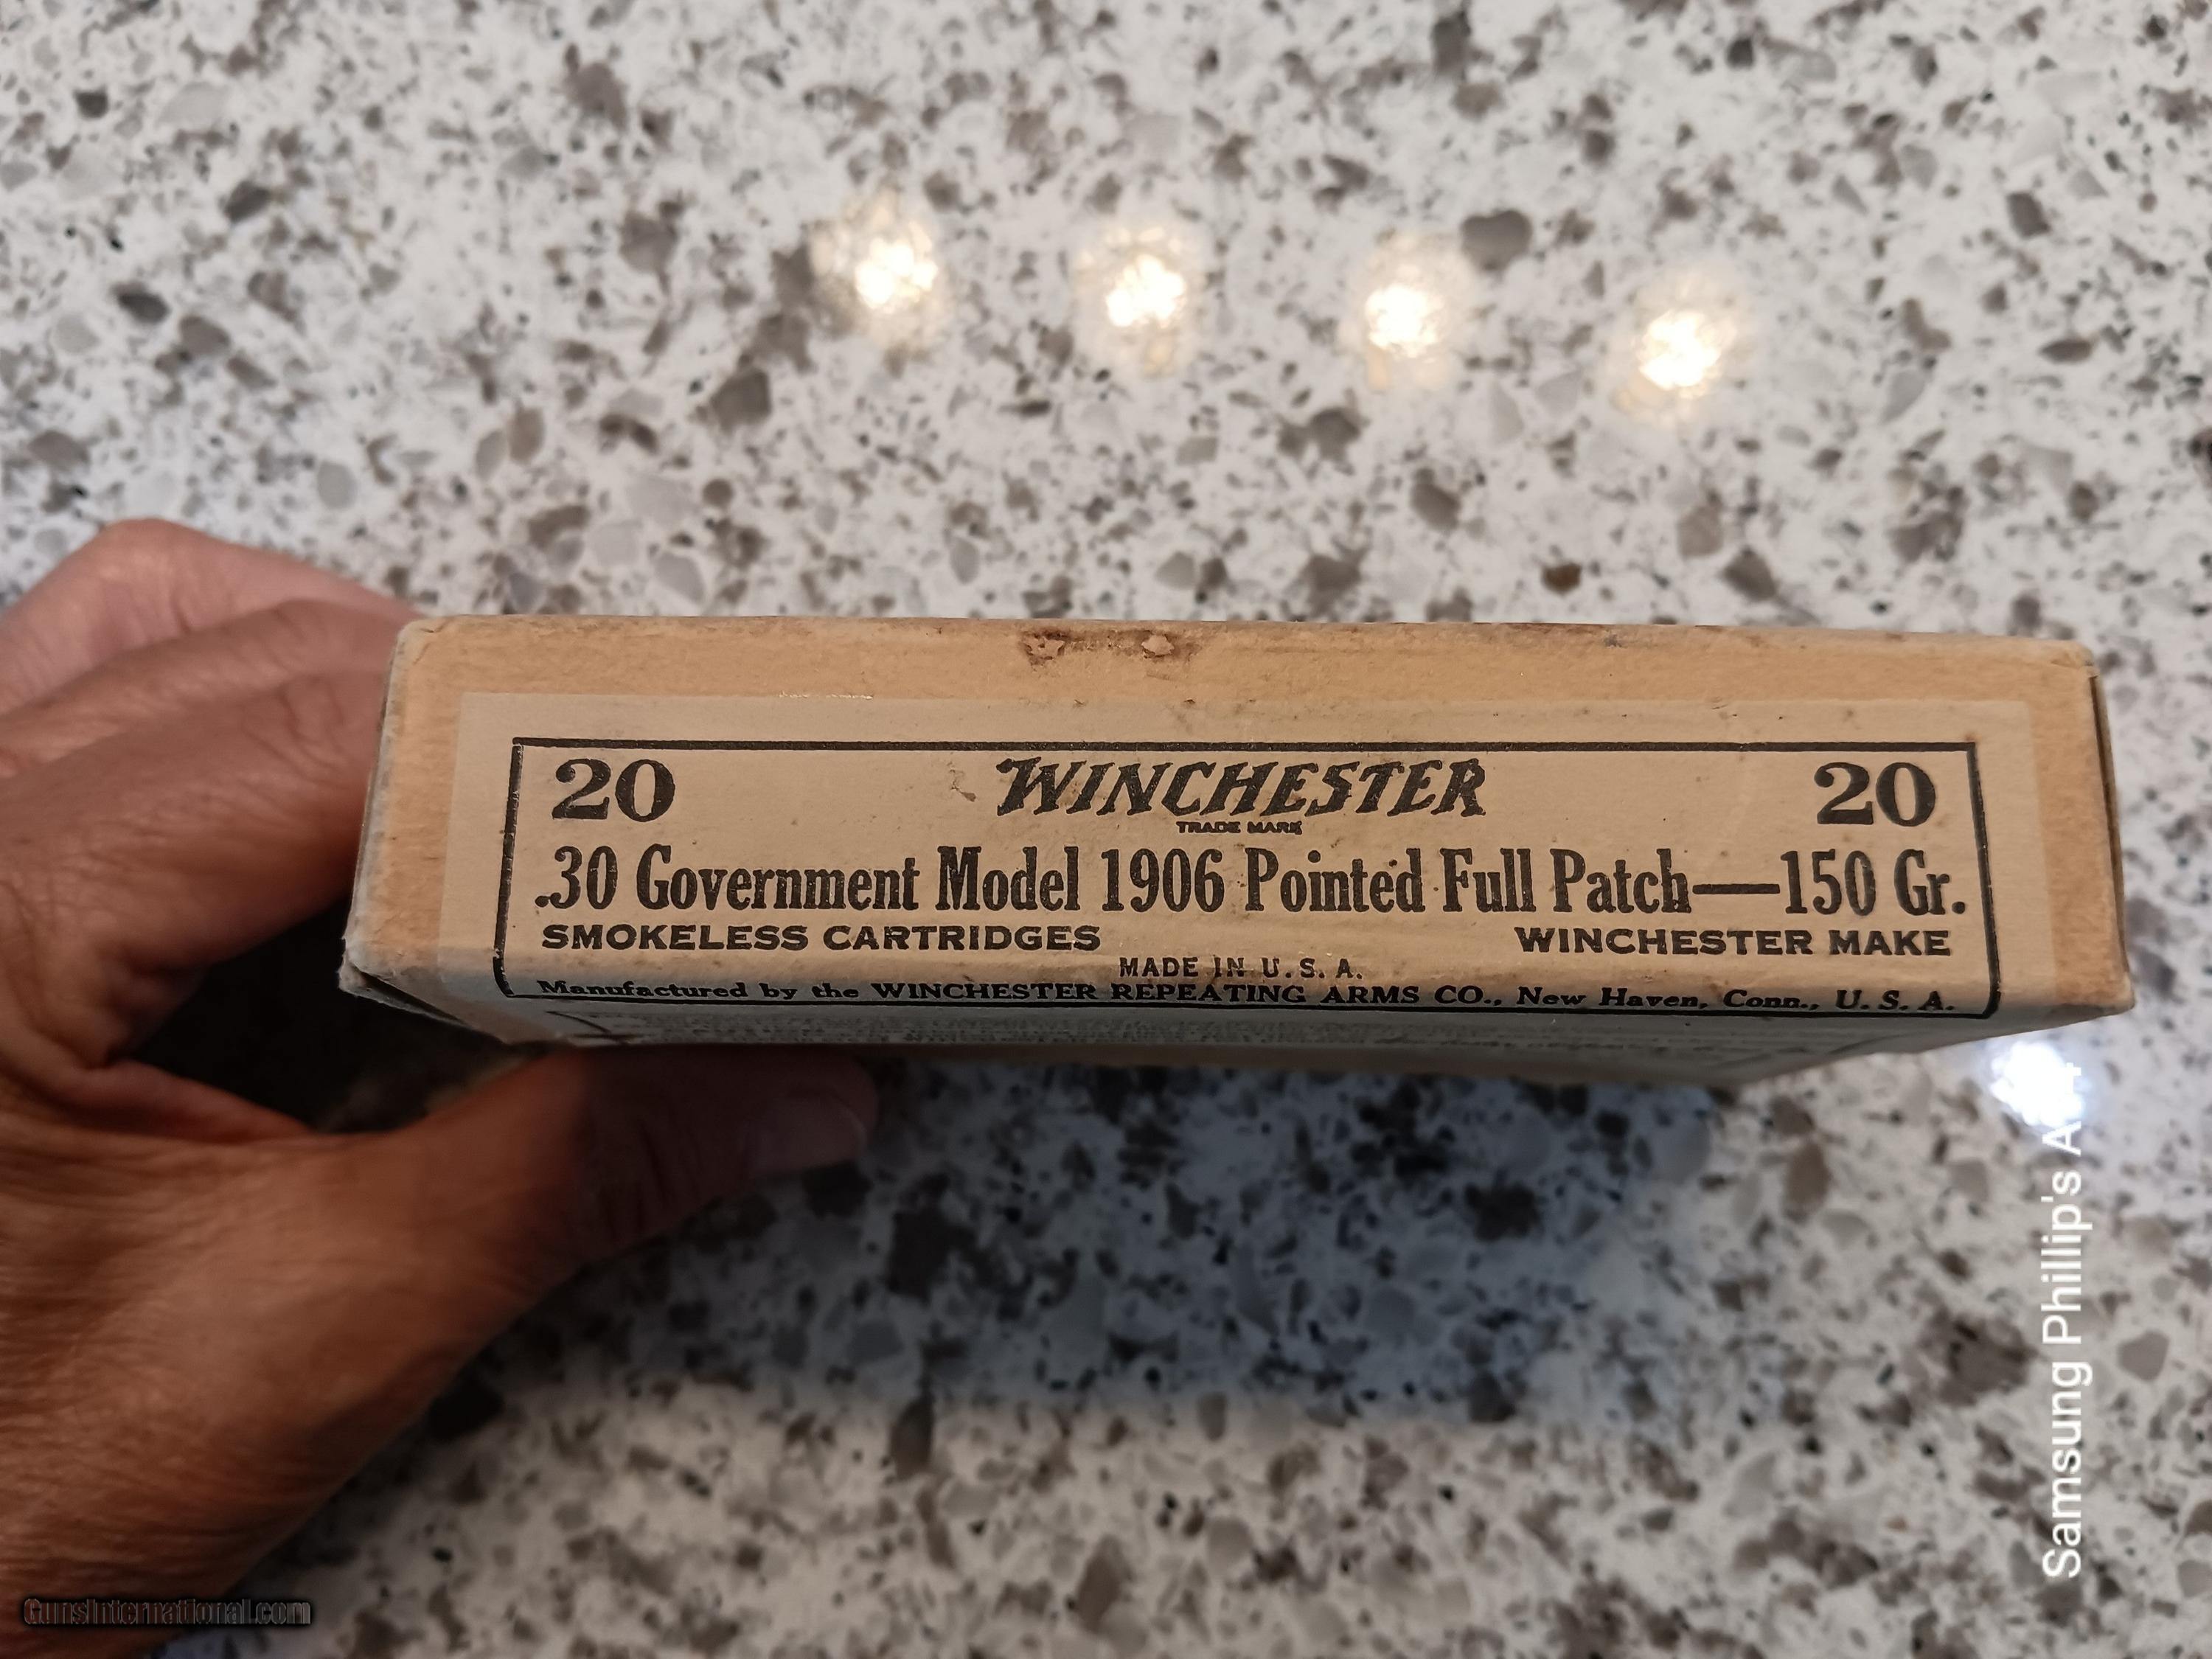 20 WINCHESTER 20
TRADE MARK
.30 Government Model 1906 Pointed Full Patch—150 Gr.
SMOKELESS CARTRIDGES WINCHESTER MAKE
MADE IN U.S.A.
Manufactured by the WINCHESTER REPEATING ARMS CO., New Haven, Conn., U.S.A.
Samsung Phillip's
GunsInternational.com